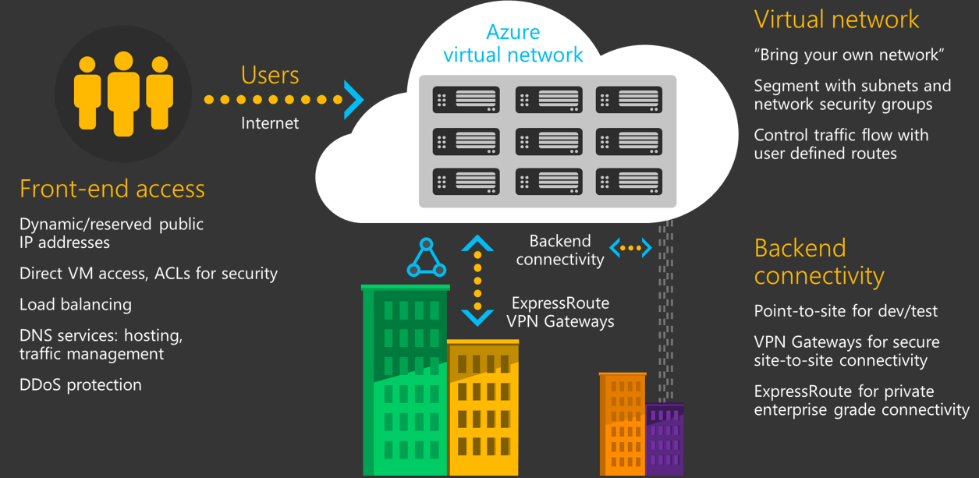 Users
Internet
Front-end access
Dynamic/reserved public
IP addresses
Direct VM access, ACLs for security
Load balancing
DNS services: hosting,
traffic management
DDoS protection
Azure
virtual network
Backend
connectivity
ExpressRoute
VPN Gateways
Virtual network
“Bring your own network”
Segment with subnets and
network security groups
Control traffic flow with
user defined routes
Backend
connectivity
Point-to-site for dev/test
VPN Gateways for secure
site-to-site connectivity
ExpressRoute for private
enterprise grade connectivity